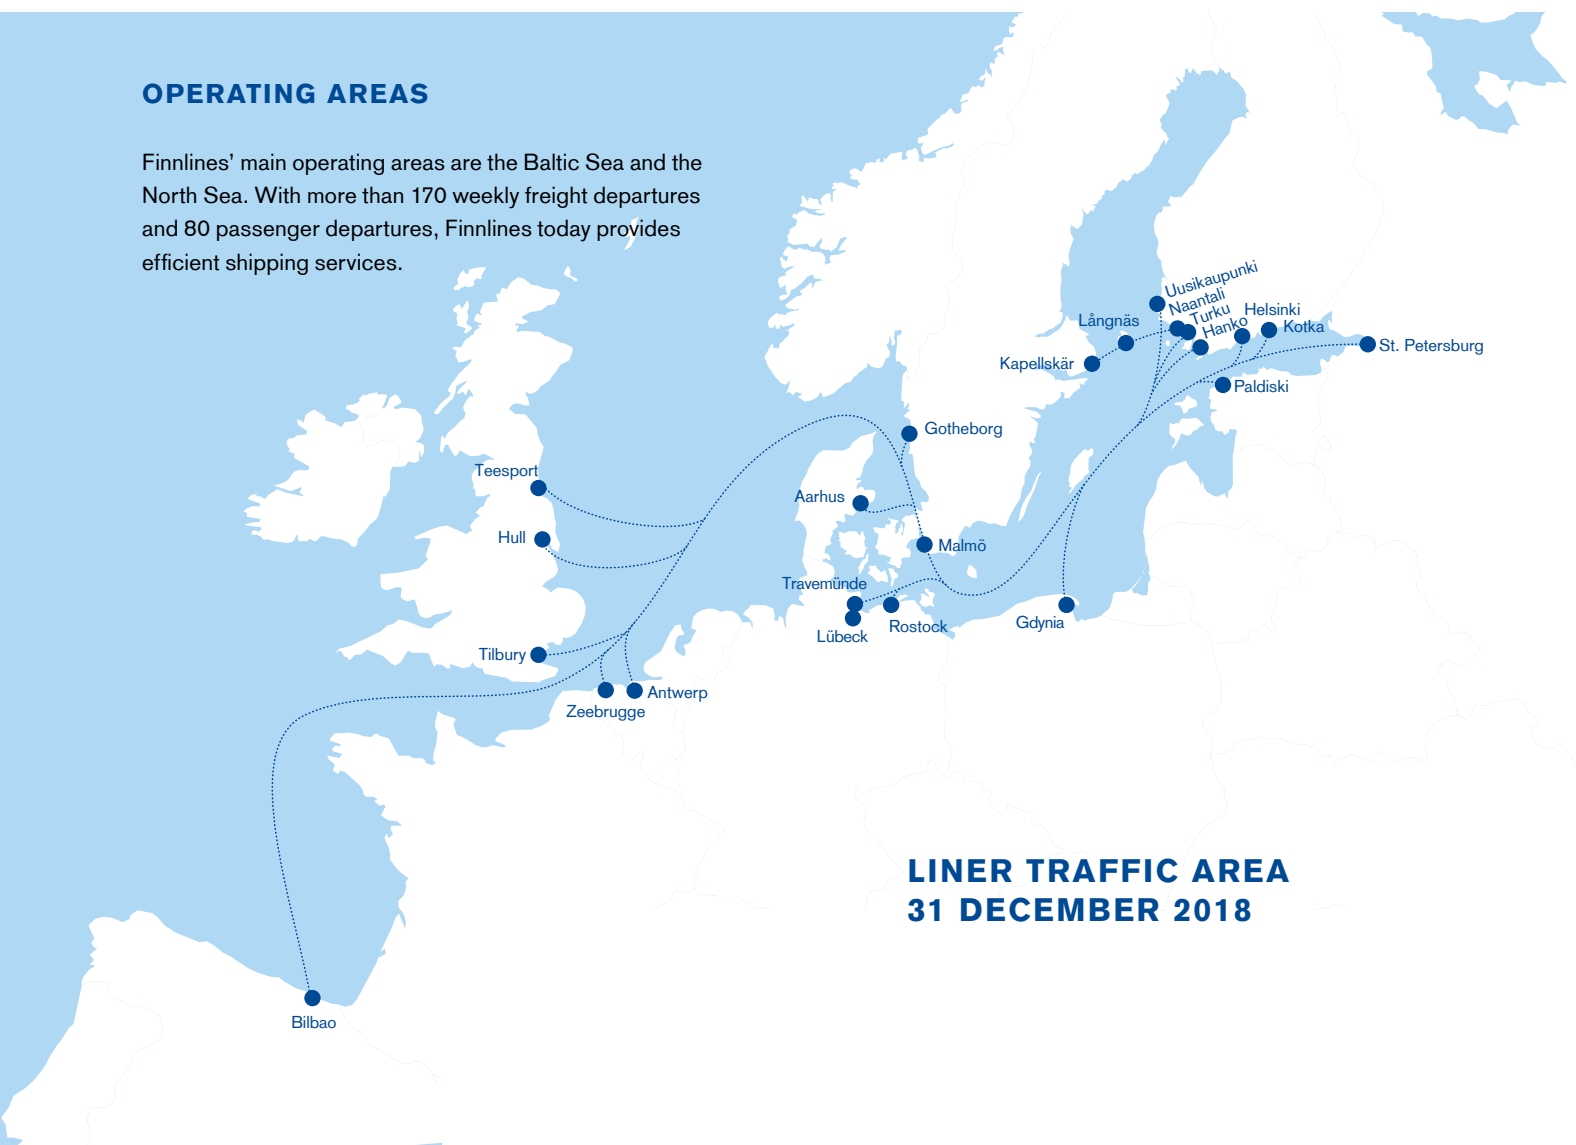 OPERATING AREAS
Finnlines’ main operating areas are the Baltic Sea and the
North Sea. With more than 170 weekly freight departures
and 80 passenger departures, Finnlines today provides
efficient shipping services.
Uusikaupunki
Naantali
Turku
Hanko
Helsinki
Kotka
Långnäs
Kapellskär
St. Petersburg
Paldiski
Gotheborg
Teesport
Aarhus
Hull
Malmö
Travemünde
Lübeck
Rostock
Gdynia
Tilbury
Antwerp
Zeebrugge
LINER TRAFFIC AREA
31 DECEMBER 2018
Bilbao